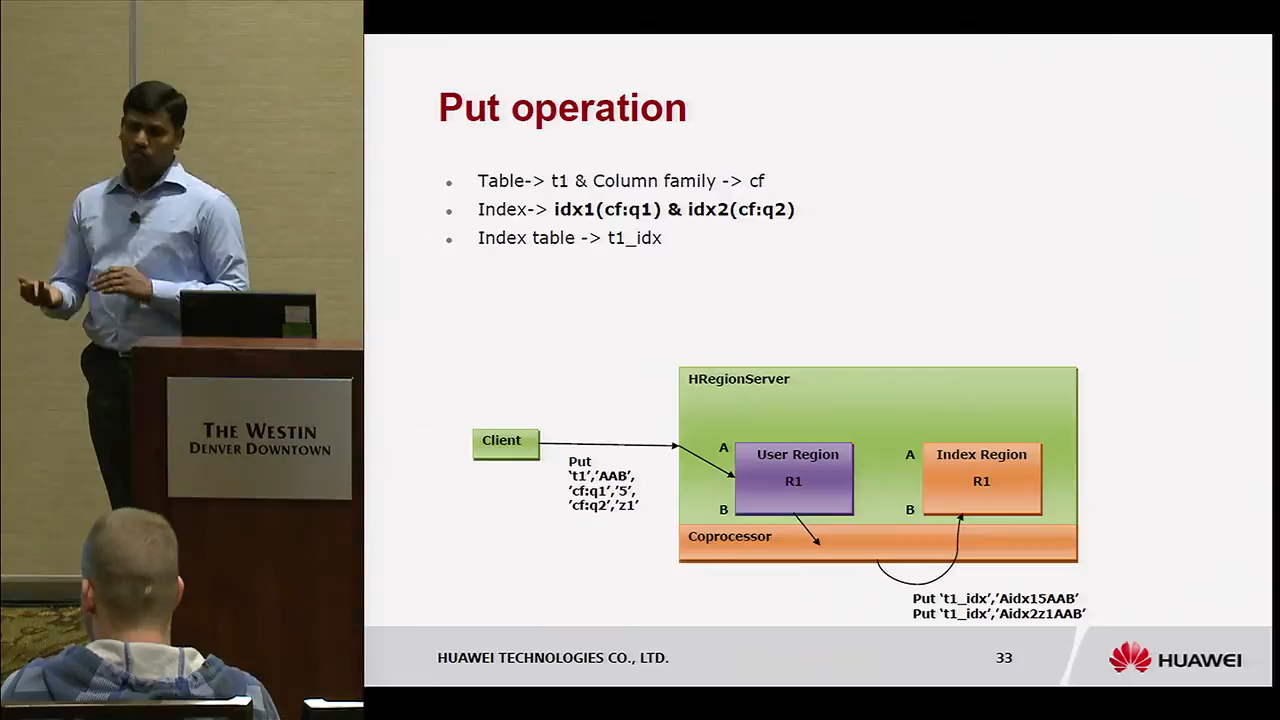 Put operation
Table-> t1 & Column family -> cf
Index-> idx1(cf:q1) & idx2(cf:q2)
Index table -> t1_idx
HRegionServer
Client
A
User Region
R1
B
A
Index Region
R1
B
Put
‘t1’,’AAB’,
’cf:q1’,’5’,
’cf:q2’,’z1’
Coprocessor
Put ‘t1_idx’,’Aidx15AAB’
Put ‘t1_idx’,’Aidx2z1AAB’
HUAWEI TECHNOLOGIES CO., LTD.
33
HUAWEI
THE WESTIN
DENVER DOWNTOWN